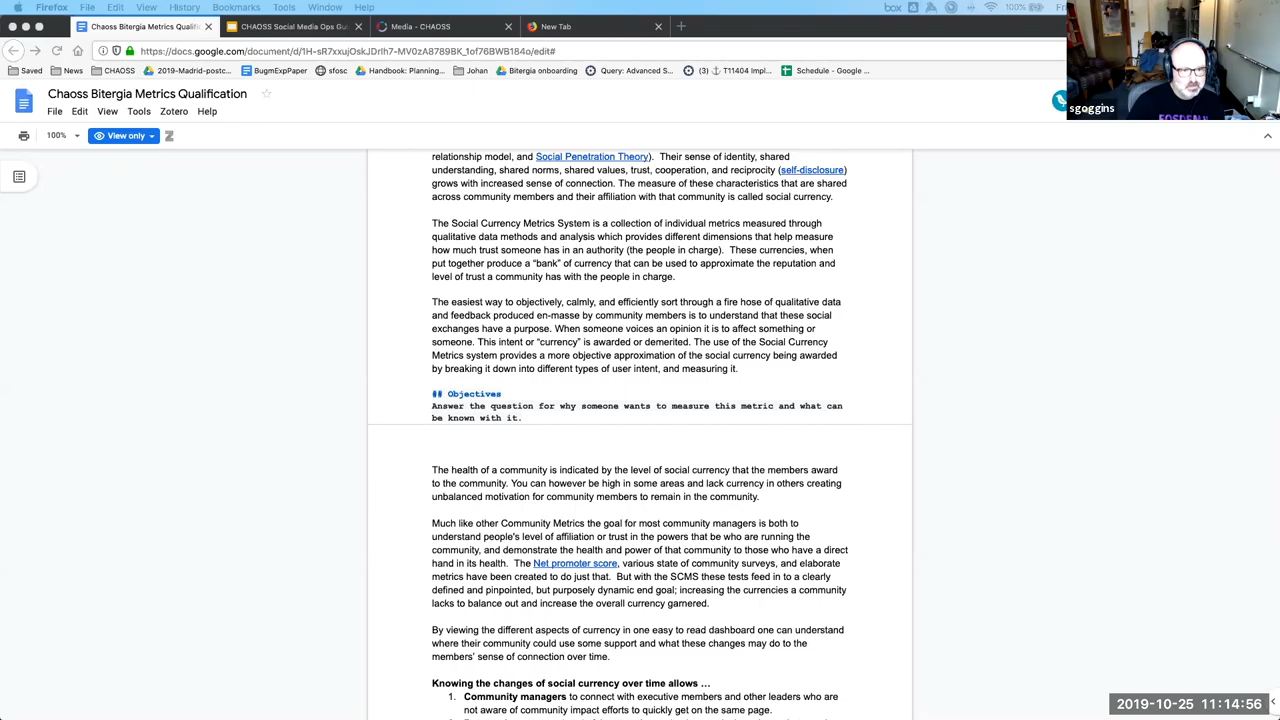 Firefox File Edit View History Bookmarks Tools Window Help box 100%
Chaoss Bitergia Metrics Qualific CHAOSS Social Media Ops Gu Media - CHAOSS New Tab
https://docs.google.com/document/d/1H-sR7xxujOskJDrIh7-MV0zA8789BK_1of76BWB184o/edit#
Saved News CHAOSS 2019-Madrid-postc... BugmExpPaper sfosc Handbook: Planning... Johan Bitergia onboarding Query: Advanced S... (3) T11404 Impl... Schedule - Google ...
Chaoss Bitergia Metrics Qualification
sgoggins
FOSDEM
File Edit View Tools Zotero Help
100% View only Z
relationship model, and Social Penetration Theory). Their sense of identity, shared
understanding, shared norms, shared values, trust, cooperation, and reciprocity (self-disclosure)
grows with increased sense of connection. The measure of these characteristics that are shared
across community members and their affiliation with that community is called social currency.
The Social Currency Metrics System is a collection of individual metrics measured through
qualitative data methods and analysis which provides different dimensions that help measure
how much trust someone has in an authority (the people in charge). These currencies, when
put together produce a “bank” of currency that can be used to approximate the reputation and
level of trust a community has with the people in charge.
The easiest way to objectively, calmly, and efficiently sort through a fire hose of qualitative data
and feedback produced en-masse by community members is to understand that these social
exchanges have a purpose. When someone voices an opinion it is to affect something or
someone. This intent or “currency” is awarded or demerited. The use of the Social Currency
Metrics system provides a more objective approximation of the social currency being awarded
by breaking it down into different types of user intent, and measuring it.
## Objectives
Answer the question for why someone wants to measure this metric and what can
be known with it.
The health of a community is indicated by the level of social currency that the members award
to the community. You can however be high in some areas and lack currency in others creating
unbalanced motivation for community members to remain in the community.
Much like other Community Metrics the goal for most community managers is both to
understand people's level of affiliation or trust in the powers that be who are running the
community, and demonstrate the health and power of that community to those who have a direct
hand in its health. The Net promoter score, various state of community surveys, and elaborate
metrics have been created to do just that. But with the SCMS these tests feed in to a clearly
defined and pinpointed, but purposely dynamic end goal; increasing the currencies a community
lacks to balance out and increase the overall currency garnered.
By viewing the different aspects of currency in one easy to read dashboard one can understand
where their community could use some support and what these changes may do to the
members' sense of connection over time.
Knowing the changes of social currency over time allows ...
1. Community managers to connect with executive members and other leaders who are
not aware of community impact efforts to quickly get on the same page.
2019-10-25 11:14:56